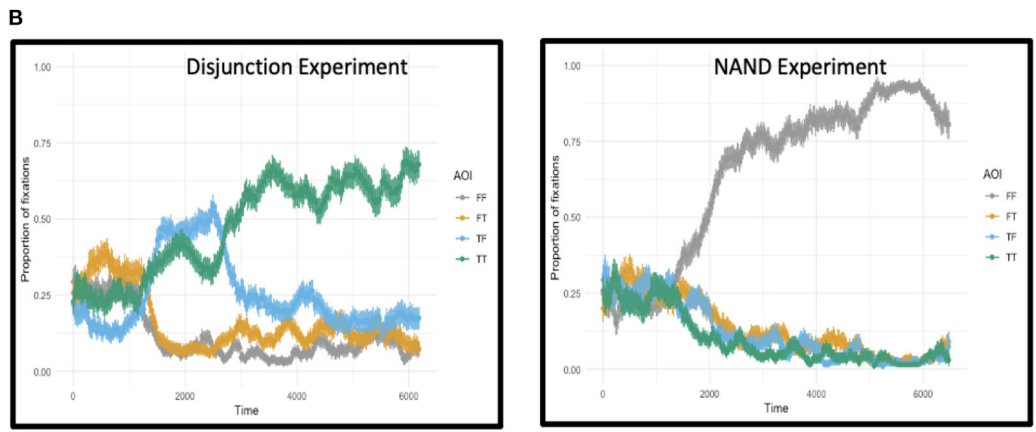 B
Disjunction Experiment
1.00
0.75
0.50
0.25
0.00
Proportion of fixations
0
2000
4000
6000
Time
AOI
FF
FT
TF
TT
NAND Experiment
1.00
0.75
0.50
0.25
0.00
Proportion of fixations
0
2000
4000
6000
Time
AOI
FF
FT
TF
TT